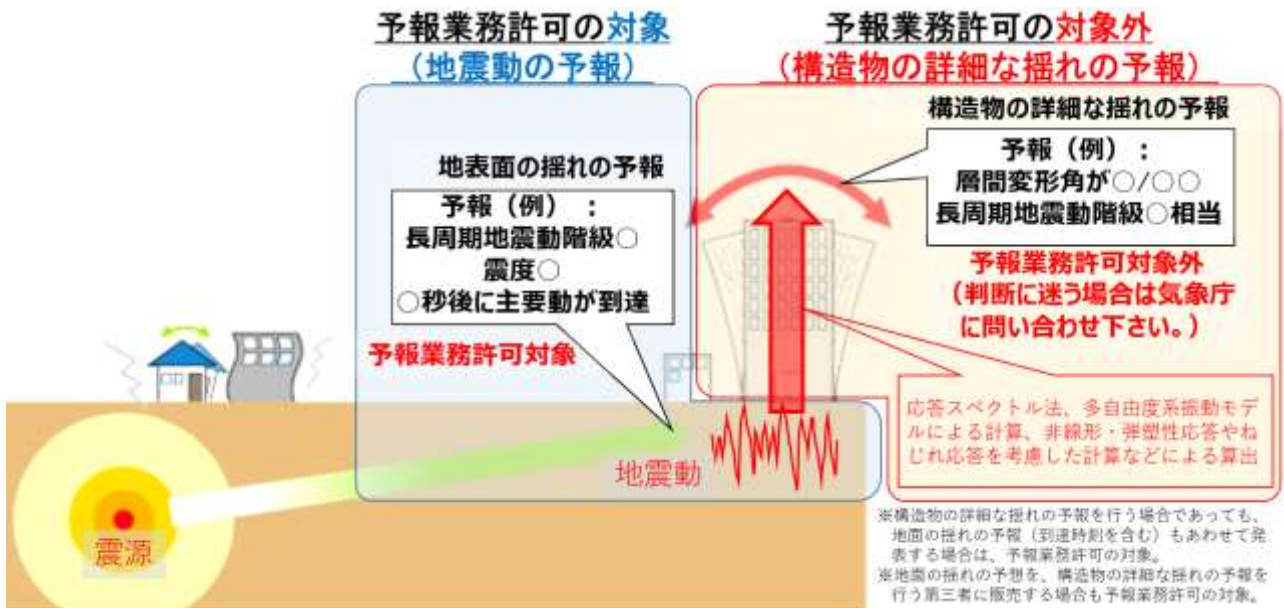 予報業務許可の対象
（地震動の予報）
予報業務許可の対象外
（構造物の詳細な揺れの予報）
地表面の揺れの予報
予報（例）：
長周期地震動階級○
震度○
○秒後に主要動が到達
予報業務許可対象
構造物の詳細な揺れの予報
予報（例）：
層間変形角が○/○○
長周期地震動階級○相当
予報業務許可対象外
（判断に迷う場合は気象庁
に問い合わせ下さい。）
応答スペクトル法、多自由度系振動モデ
ルによる計算、非線形・弾塑性応答やね
じれ応答を考慮した計算などによる算出
地震動
震源
※構造物の詳細な揺れの予報を行う場合であっても、
地面の揺れの予報（到達時刻を含む）もあわせて発
表する場合は、予報業務許可の対象。
※地面の揺れの予想を、構造物の詳細な揺れの予報を
行う第三者に販売する場合も予報業務許可の対象。